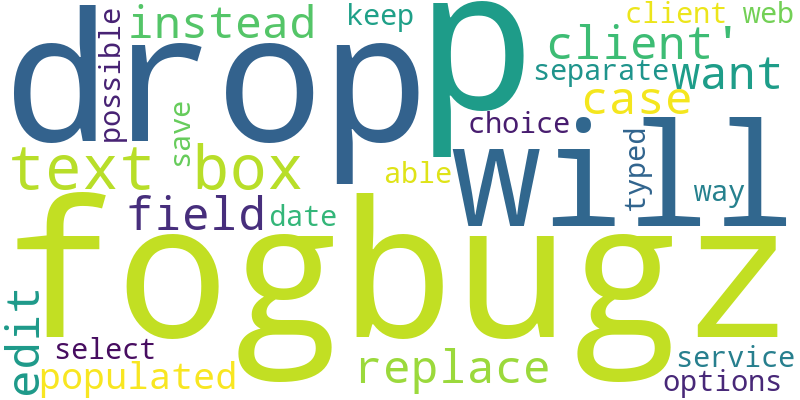 instead
keep
client
web
possible
drop
p
client'
separate
want
case
choice
save
text box
able
will
typed
way
field
date
fogbugz
edit
select
populated
replace
service
options